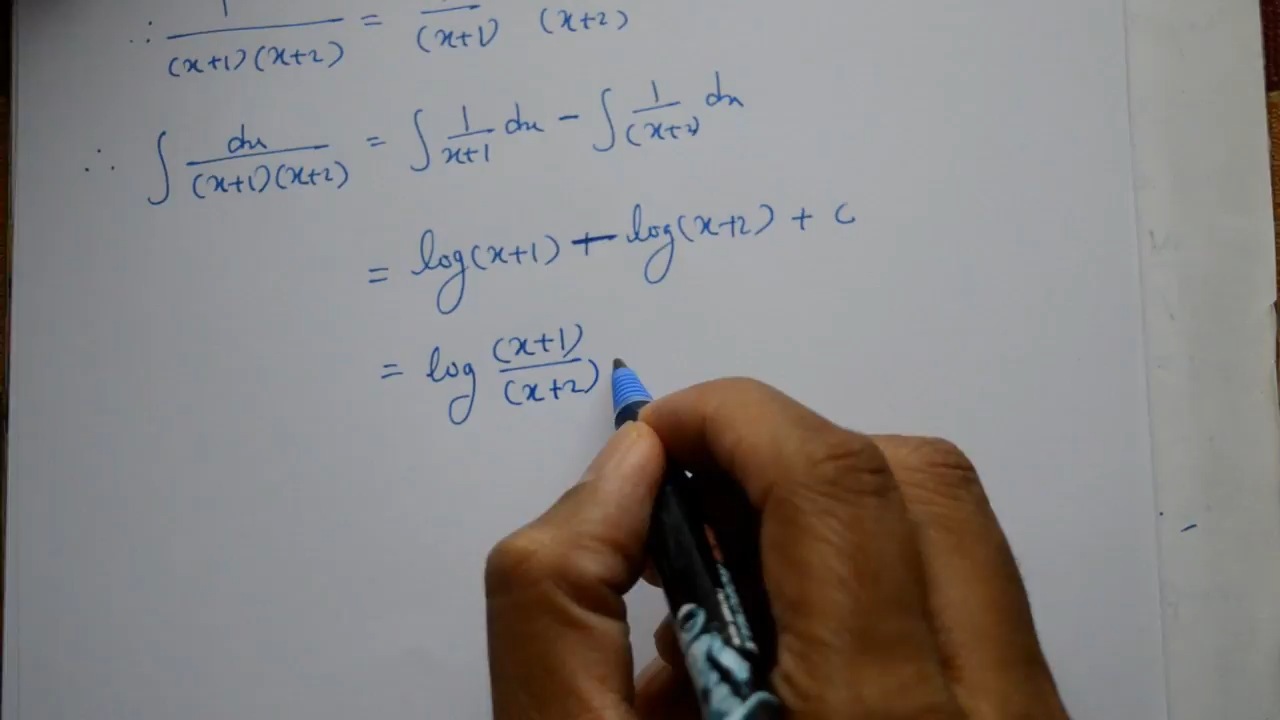 ∴ 1/((x+1)(x+2)) = /(x+1) (x+2)
∴ ∫ dx/((x+1)(x+2)) = ∫ 1/(x+1) dx - ∫ 1/(x+2) dx
= log(x+1) - log(x+2) + C
= log (x+1)/(x+2)